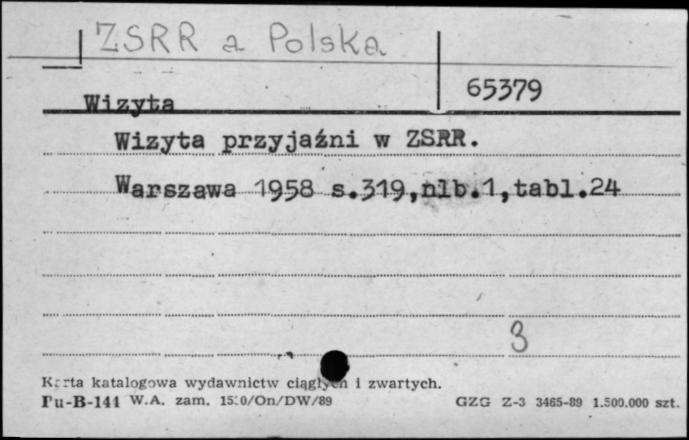 ZSRR a Polska
65379
Wizyta
Wizyta przyjaźni w ZSRR.
Warszawa 1958 s.319,nlb.1,tabl.24
3
Karta katalogowa wydawnictw ciągłych i zwartych.
Pu-B-144 W.A. zam. /On/DW/89 GZG Z-3 3465-89 1.500.000 szt.